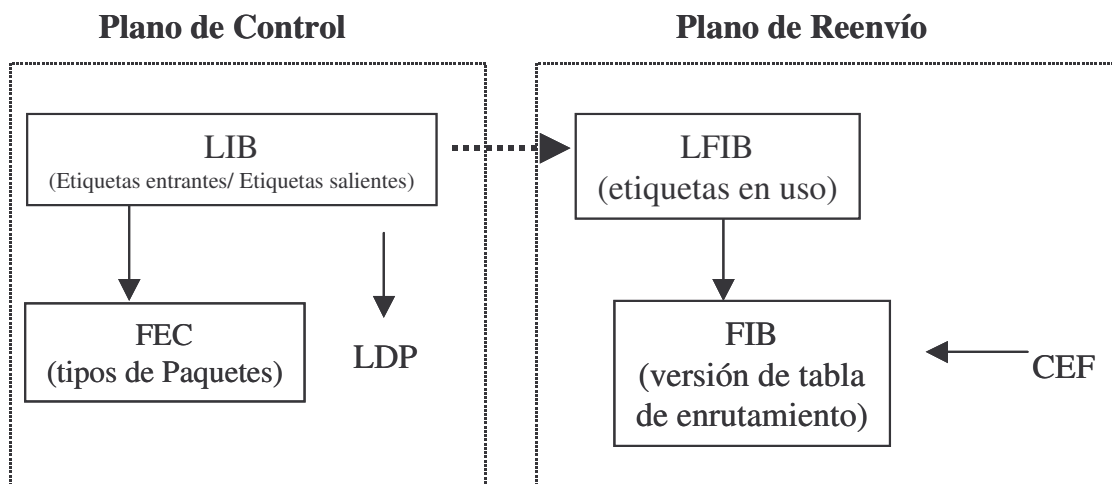 Plano de Control
Plano de Reenvío
LIB
(Etiquetas entrantes/ Etiquetas salientes)
LFIB
(etiquetas en uso)
FEC
(tipos de Paquetes)
LDP
FIB
(versión de tabla
de enrutamiento)
CEF